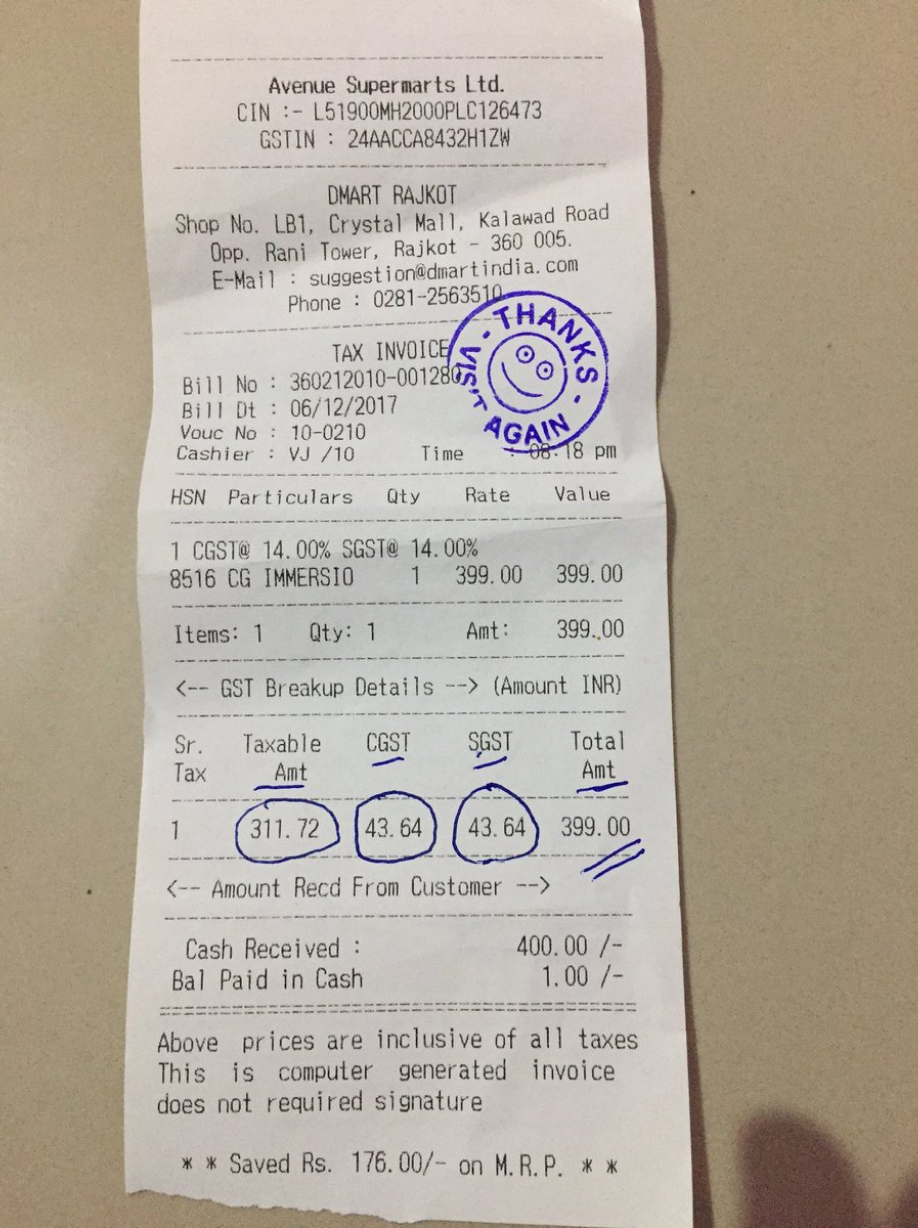 Avenue Supermarts Ltd.
CIN :- L51900MH2000PLC126473
GSTIN : 24AACCA8432H1ZW
DMART RAJKOT
Shop No. LB1, Crystal Mall, Kalawad Road
Opp. Rani Tower, Rajkot - 360 005.
E-Mail : suggestion@dmartindia.com
Phone : 0281-2563510
- THANKS -
VISIT AGAIN
TAX INVOICE
Bill No : 360212010-001280
Bill Dt : 06/12/2017
Vouc No : 10-0210
Cashier : VJ /10 Time : 08:18 pm
HSN Particulars Qty Rate Value
1 CGST@ 14.00% SGST@ 14.00%
8516 CG IMMERSIO 1 399.00 399.00
Items: 1 Qty: 1 Amt: 399.00
<-- GST Breakup Details --> (Amount INR)
Sr. Taxable CGST SGST Total
Tax Amt Amt
1 311.72 43.64 43.64 399.00
<-- Amount Recd From Customer -->
Cash Received : 400.00 /-
Bal Paid in Cash 1.00 /-
Above prices are inclusive of all taxes
This is computer generated invoice
does not required signature
* * Saved Rs. 176.00/- on M.R.P. * *